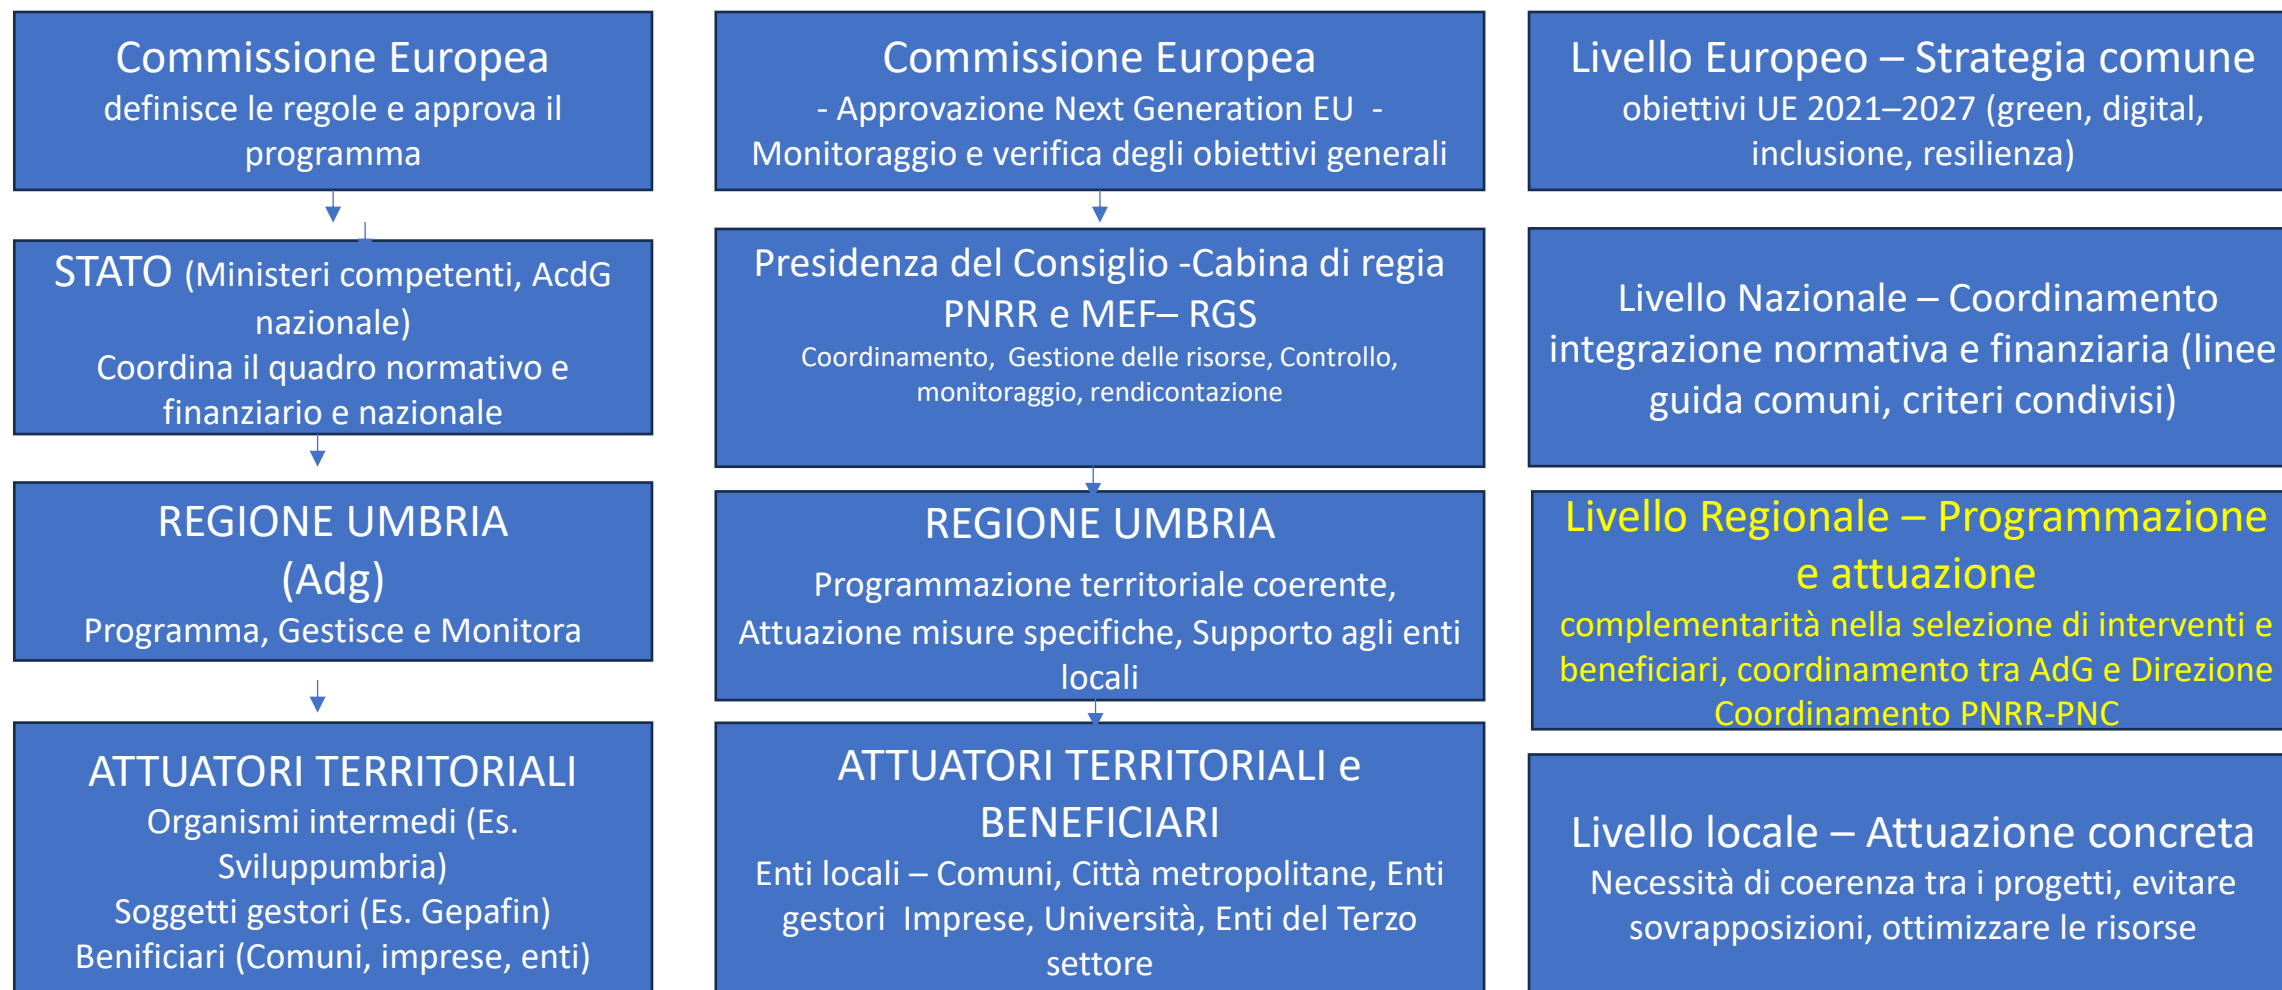 Commissione Europea
definisce le regole e approva il
programma
STATO (Ministeri competenti, AcdG
nazionale)
Coordina il quadro normativo e
finanziario e nazionale
REGIONE UMBRIA
(Adg)
Programma, Gestisce e Monitora
ATTUATORI TERRITORIALI
Organismi intermedi (Es.
Sviluppumbria)
Soggetti gestori (Es. Gepafin)
Benificiari (Comuni, imprese, enti)
Commissione Europea
- Approvazione Next Generation EU -
Monitoraggio e verifica degli obiettivi generali
Presidenza del Consiglio -Cabina di regia
PNRR e MEF– RGS
Coordinamento, Gestione delle risorse, Controllo,
monitoraggio, rendicontazione
REGIONE UMBRIA
Programmazione territoriale coerente,
Attuazione misure specifiche, Supporto agli enti
locali
ATTUATORI TERRITORIALI e
BENEFICIARI
Enti locali – Comuni, Città metropolitane, Enti
gestori Imprese, Università, Enti del Terzo
settore
Livello Europeo – Strategia comune
obiettivi UE 2021–2027 (green, digital,
inclusione, resilienza)
Livello Nazionale – Coordinamento
integrazione normativa e finanziaria (linee
guida comuni, criteri condivisi)
Livello Regionale – Programmazione
e attuazione
complementarità nella selezione di interventi e
beneficiari, coordinamento tra AdG e Direzione
Coordinamento PNRR-PNC
Livello locale – Attuazione concreta
Necessità di coerenza tra i progetti, evitare
sovrapposizioni, ottimizzare le risorse